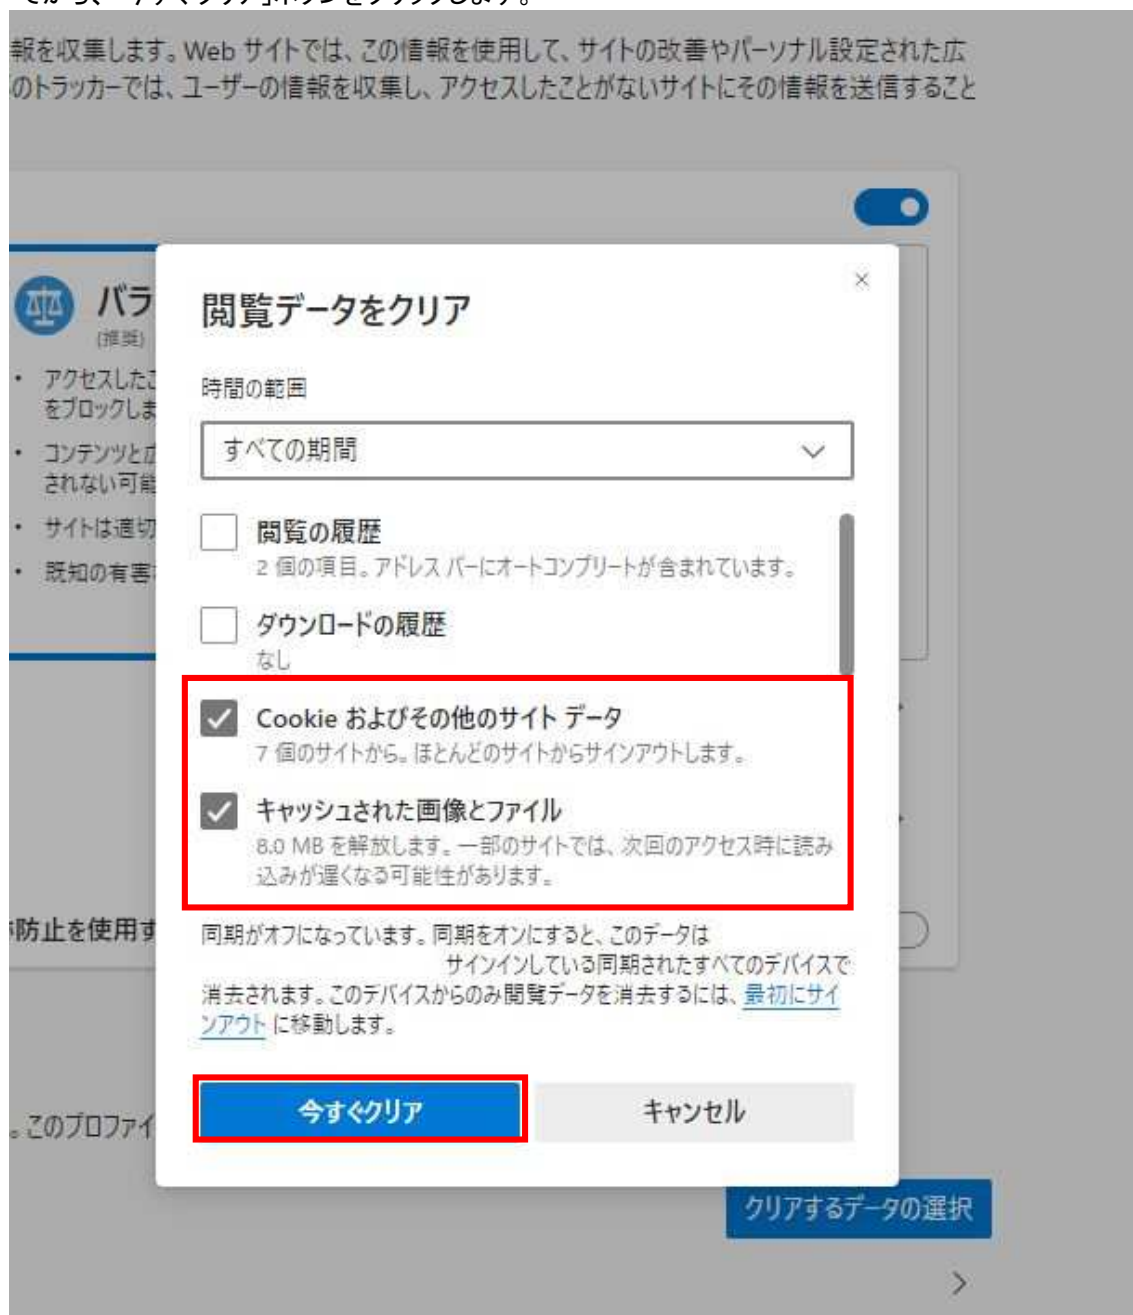 報を収集します。Web サイトでは、この情報を使用して、サイトの改善やパーソナル設定された広
のトラッカーでは、ユーザーの情報を収集し、アクセスしたことがないサイトにその情報を送信すること
バラ
(推奨)
• アクセスしたこ
をブロックしま
• コンテンツと広
されない可能
• サイトは適切
• 既知の有害
閲覧データをクリア
時間の範囲
すべての期間
閲覧の履歴
2 個の項目。アドレス バーにオートコンプリートが含まれています。
ダウンロードの履歴
なし
Cookie およびその他のサイト データ
7 個のサイトから。ほとんどのサイトからサインアウトします。
キャッシュされた画像とファイル
8.0 MB を解放します。一部のサイトでは、次回のアクセス時に読み
込みが遅くなる可能性があります。
同期がオフになっています。同期をオンにすると、このデータは
サインインしている同期されたすべてのデバイスで
消去されます。このデバイスからのみ閲覧データを消去するには、最初にサイ
ンアウト に移動します。
今すぐクリア
キャンセル
防止を使用す
。このプロファイ
クリアするデータの選択